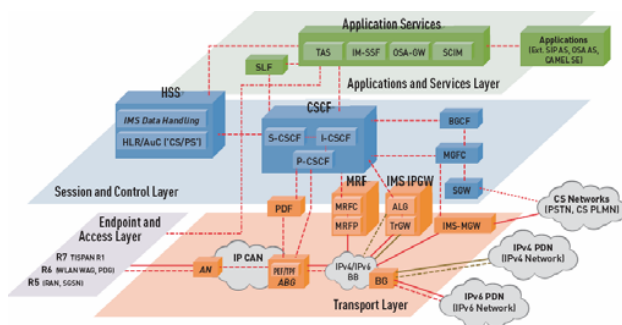 Application Services
TAS
IM-SSF
OSA-GW
SCIM
Applications
(Ext. SIP AS, OSA AS,
CAMEL SE)
SLF
Applications and Services Layer
HSS
IMS Data Handling
HLR/AuC ("CS/PS")
CSCF
S-CSCF
I-CSCF
P-CSCF
BGCF
MGFC
SGW
Session and Control Layer
MRF
IMS IPGW
PDF
MRFC
MRFP
ALG
TrGW
IMS-MGW
CS Networks
(PSTN, CS PLMN)
Endpoint and
Access Layer
R7 TISPAN R1
R6 (WLAN WAG, PDG)
R5 (RAN, SGSN)
AN
IP CAN
PEF/TPF
ABG
IPv4/IPv6
BB
BG
IPv4 PDN
(IPv4 Network)
IPv6 PDN
(IPv6 Network)
Transport Layer